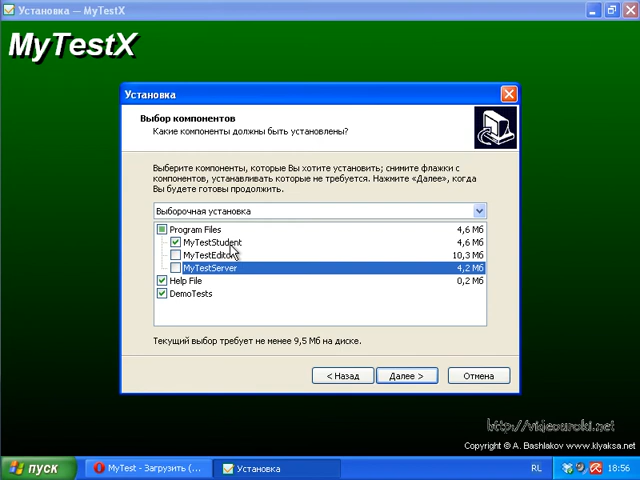 Установка — MyTestX
MyTestX
Установка
Выбор компонентов
Какие компоненты должны быть установлены?
Выберите компоненты, которые Вы хотите установить; снимите флажки с
компонентов, устанавливать которые не требуется. Нажмите «Далее», когда
Вы будете готовы продолжить.
Выборочная установка
Program Files 4,6 Мб
MyTestStudent 4,6 Мб
MyTestEditor 10,3 Мб
MyTestServer 4,2 Мб
Help File 0,2 Мб
DemoTests
Текущий выбор требует не менее 9,5 Мб на диске.
< Назад Далее > Отмена
http://videouroki.net
Copyright © A. Bashlakov www.klyaksa.net
пуск MyTest - Загрузить (... Установка RL 18:56